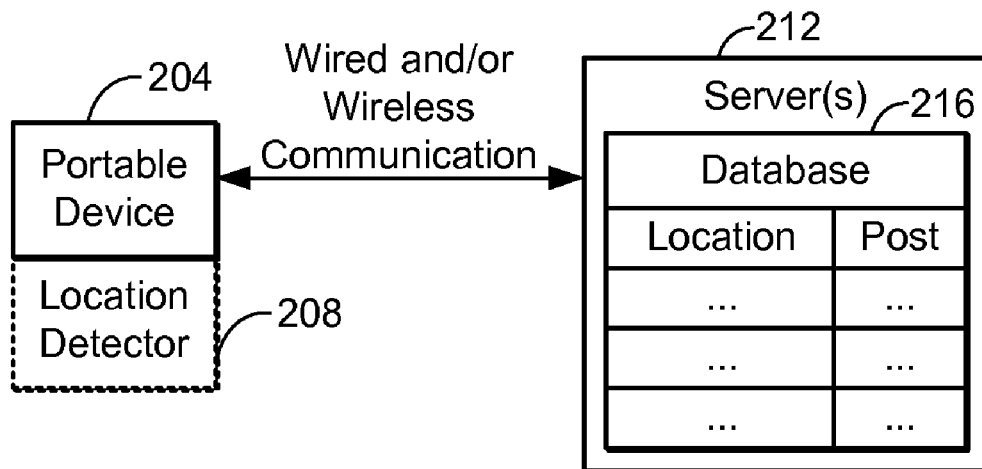 204
Portable
Device
Location
Detector
208
Wired and/or
Wireless
Communication
212
Server(s)
216
Database
Location Post
... ...
... ...
... ...